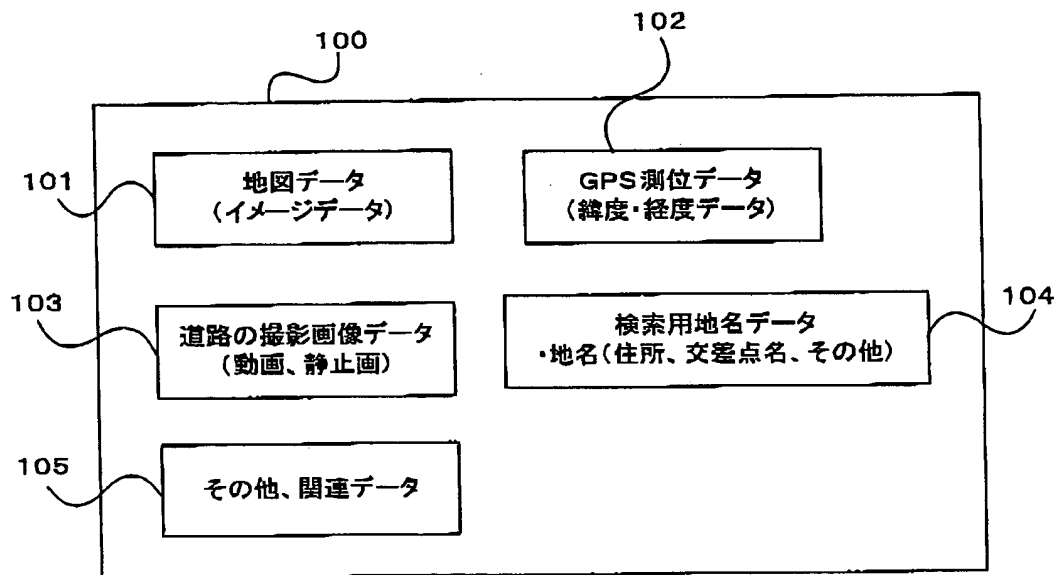 100
102
101
地図データ
(イメージデータ)
GPS測位データ
(緯度・経度データ)
103
道路の撮影画像データ
(動画、静止画)
検索用地名データ
・地名(住所、交差点名、その他)
104
105
その他、関連データ